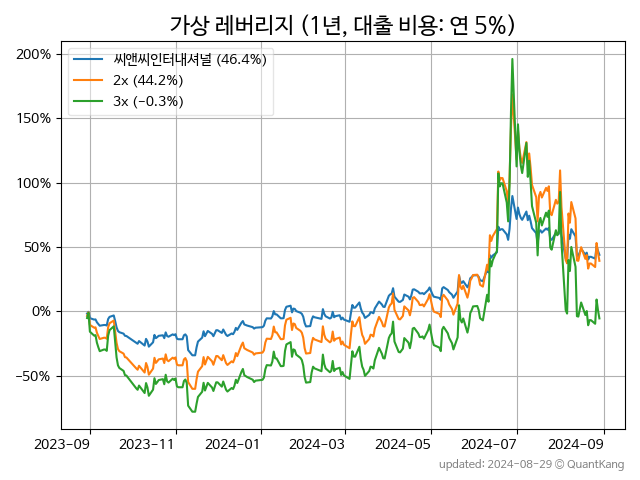 가상 레버리지 (1년, 대출 비용: 연 5%)
씨앤씨인터내셔널 (46.4%)
2x (44.2%)
3x (−0.3%)
200%
150%
100%
50%
0%
−50%
2023-09 2023-11 2024-01 2024-03 2024-05 2024-07 2024-09
updated: 2024-08-29 © QuantKang